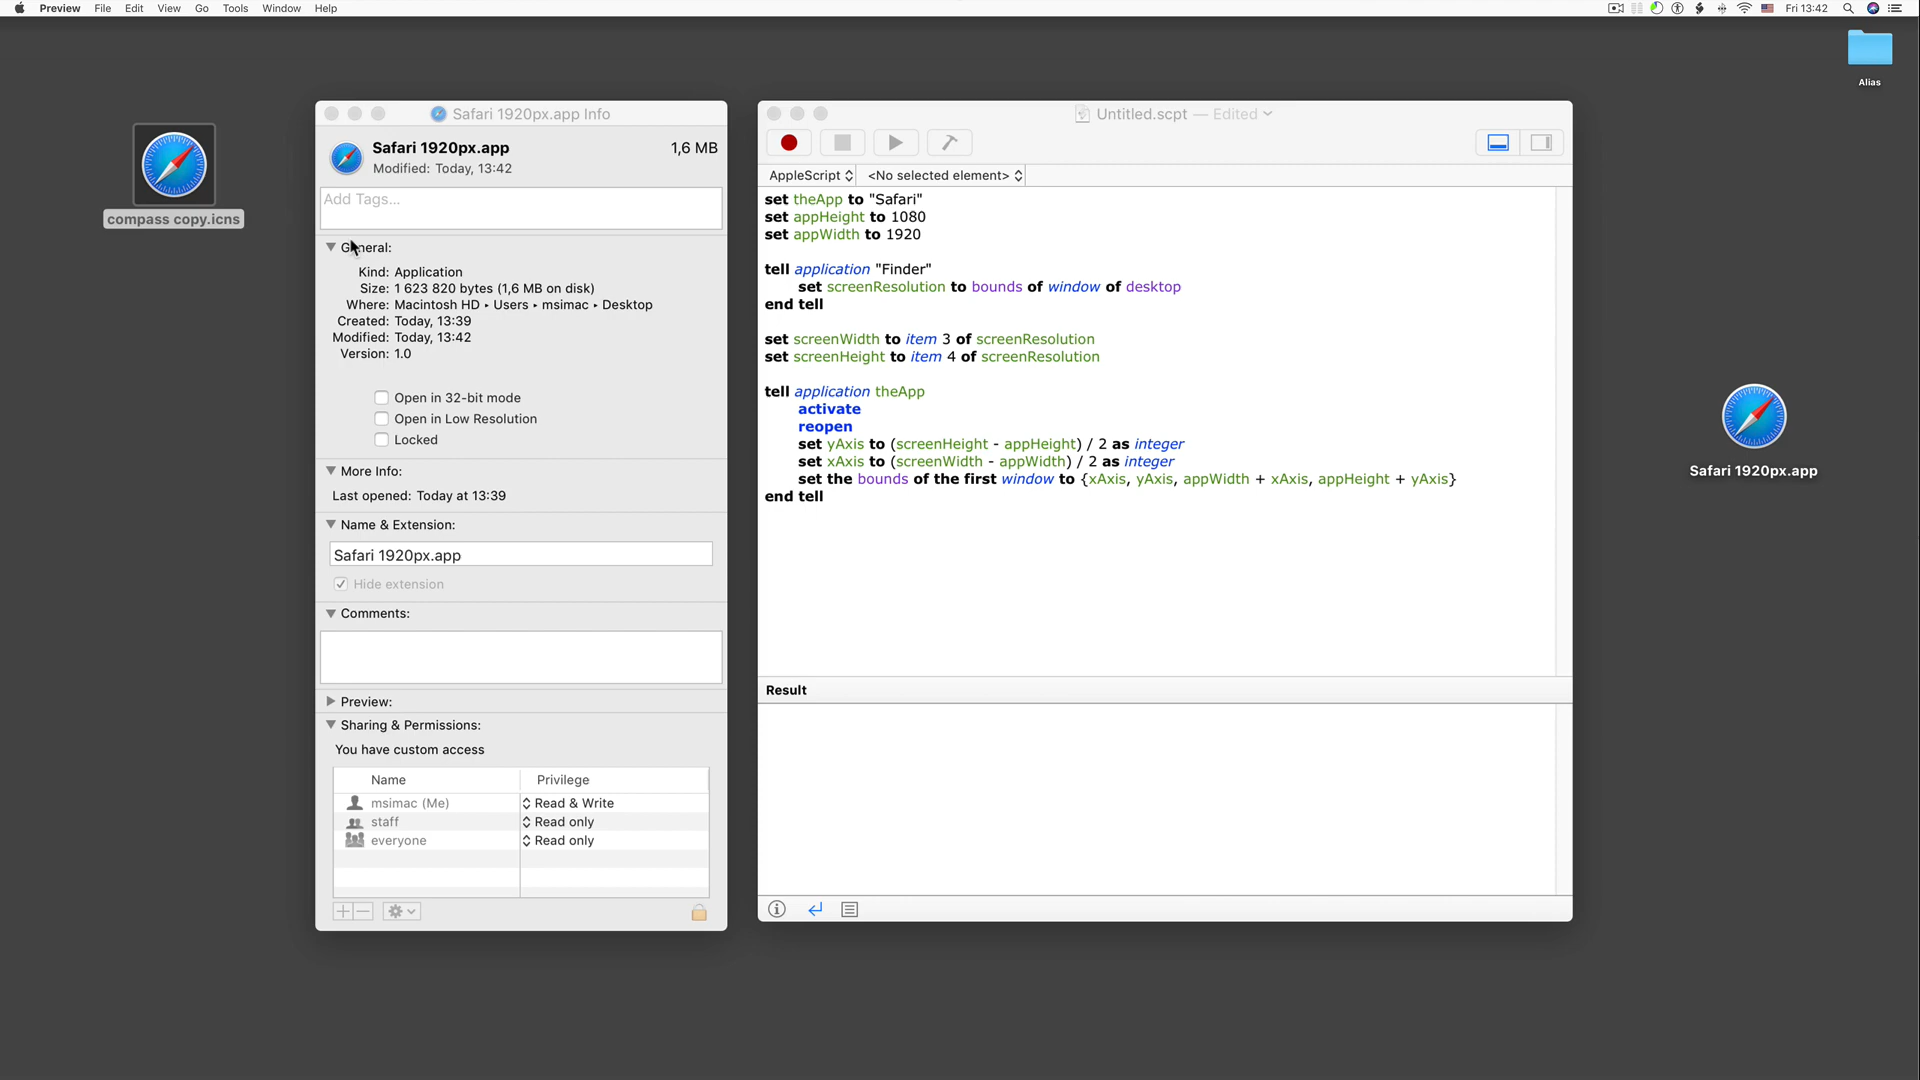 Preview File Edit View Go Tools Window Help
Fri 13:42
Alias
compass copy.icns
Safari 1920px.app Info
Safari 1920px.app 1,6 MB
Modified: Today, 13:42
Add Tags...
General:
Kind: Application
Size: 1 623 820 bytes (1,6 MB on disk)
Where: Macintosh HD ▸ Users ▸ msimac ▸ Desktop
Created: Today, 13:39
Modified: Today, 13:42
Version: 1.0
Open in 32-bit mode
Open in Low Resolution
Locked
More Info:
Last opened: Today at 13:39
Name & Extension:
Safari 1920px.app
Hide extension
Comments:
Preview:
Sharing & Permissions:
You have custom access
Name Privilege
msimac (Me) Read & Write
staff Read only
everyone Read only
Untitled.scpt — Edited
AppleScript <No selected element>
set theApp to "Safari"
set appHeight to 1080
set appWidth to 1920
tell application "Finder"
set screenResolution to bounds of window of desktop
end tell
set screenWidth to item 3 of screenResolution
set screenHeight to item 4 of screenResolution
tell application theApp
activate
reopen
set yAxis to (screenHeight - appHeight) / 2 as integer
set xAxis to (screenWidth - appWidth) / 2 as integer
set the bounds of the first window to {xAxis, yAxis, appWidth + xAxis, appHeight + yAxis}
end tell
Result
Safari 1920px.app